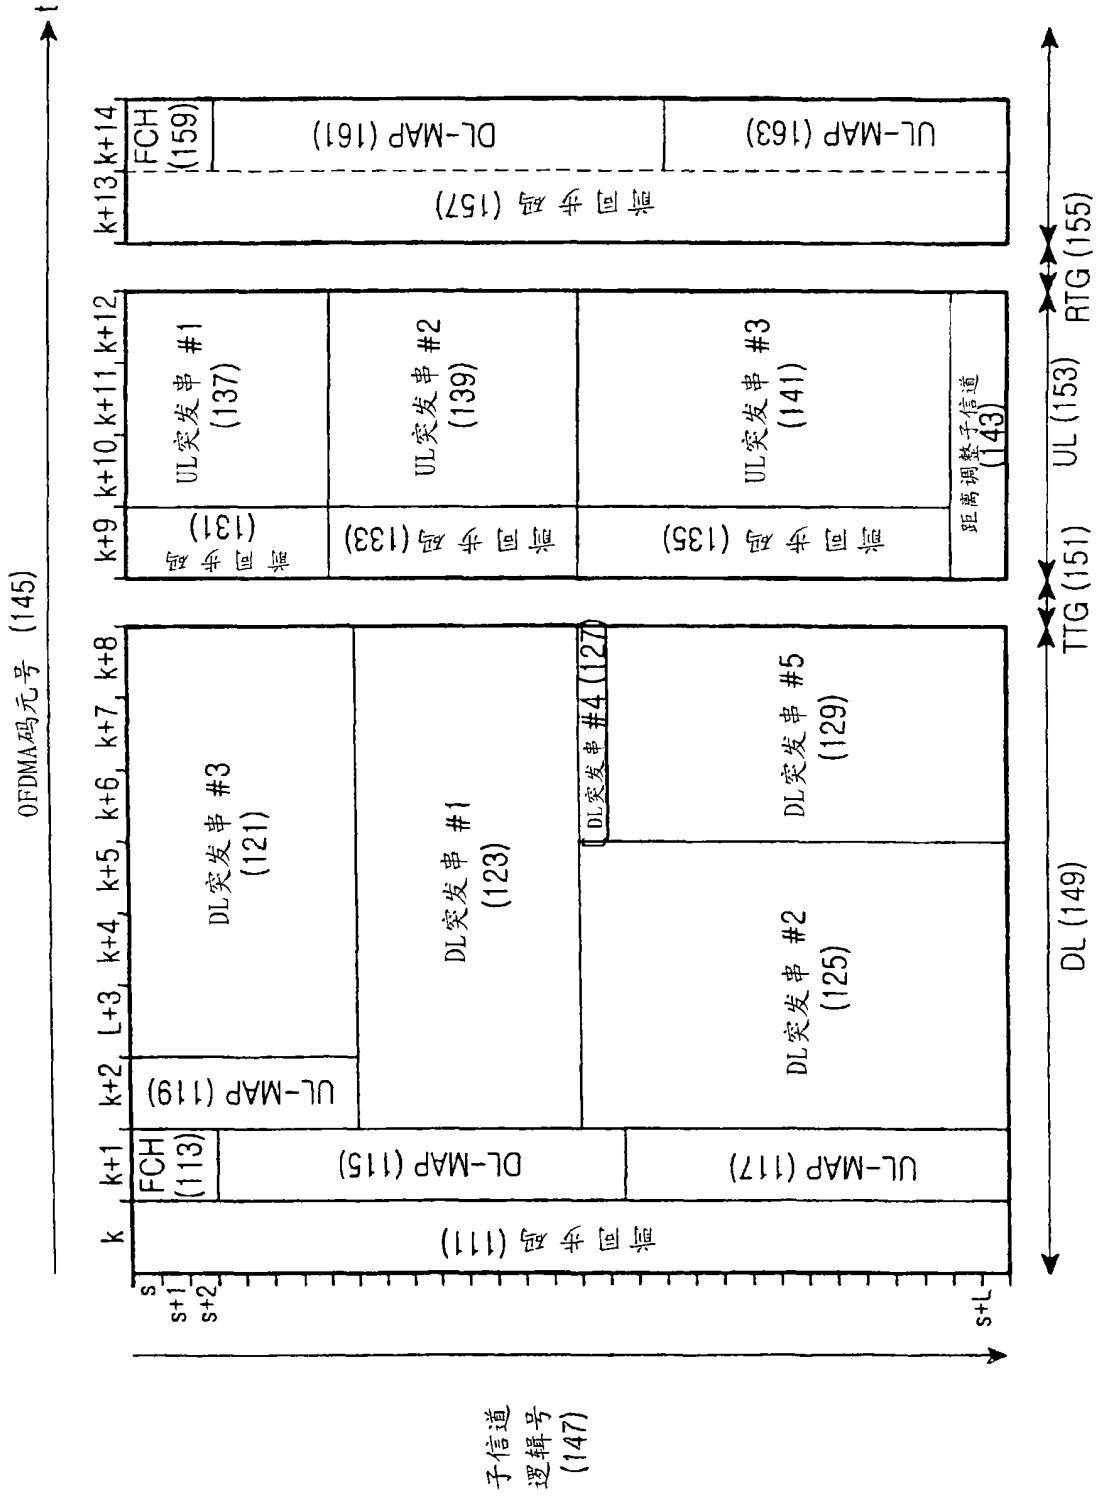 OFDMA码元号 (145)
t
k
k+1
k+2
L+3
k+4
k+5
k+6
k+7
k+8
k+9
k+10
k+11
k+12
k+13
k+14
子信道
逻辑号
(147)
s
s+1
s+2
s+L
前同步码 (111)
FCH
(113)
DL-MAP (115)
UL-MAP (117)
UL-MAP (119)
DL突发串 #3
(121)
DL突发串 #1
(123)
DL突发串 #2
(125)
DL突发串 #4 (127)
DL突发串 #5
(129)
前同步码
(131)
前同步码 (133)
前同步码 (135)
UL突发串 #1
(137)
UL突发串 #2
(139)
UL突发串 #3
(141)
距离调整子信道
(143)
前同步码 (157)
FCH
(159)
DL-MAP (161)
UL-MAP (163)
DL (149)
TTG (151)
UL (153)
RTG (155)